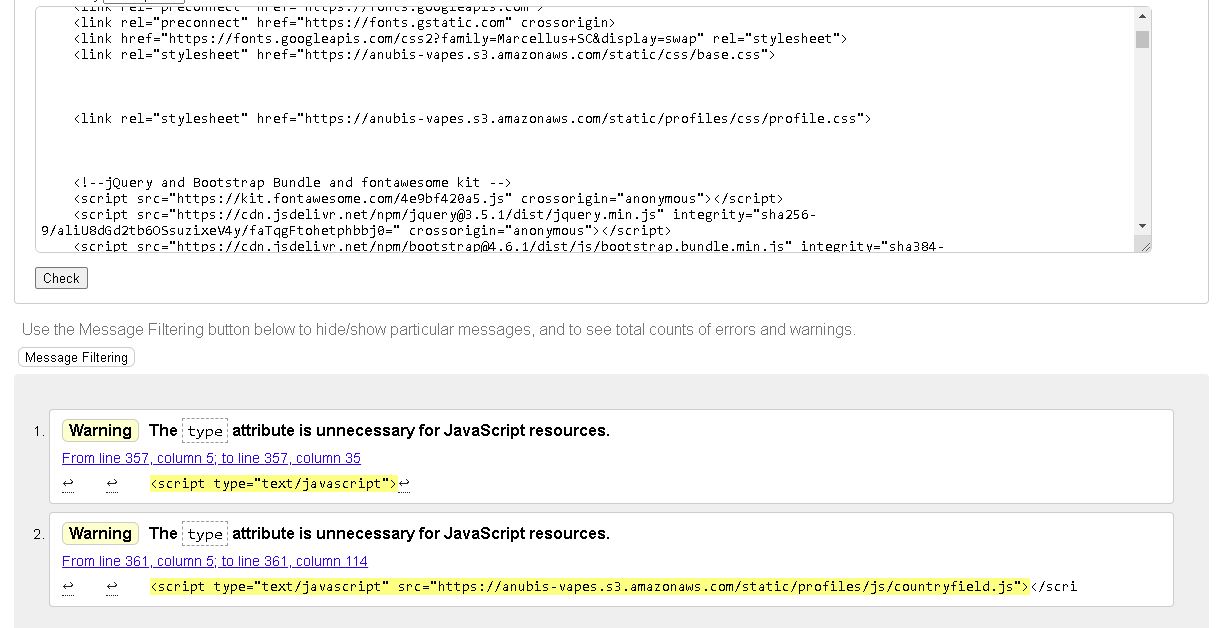 <link rel="preconnect" href="https://fonts.googleapis.com">
<link rel="preconnect" href="https://fonts.gstatic.com" crossorigin>
<link href="https://fonts.googleapis.com/css2?family=Marcellus+SC&display=swap" rel="stylesheet">
<link rel="stylesheet" href="https://anubis-vapes.s3.amazonaws.com/static/css/base.css">
<link rel="stylesheet" href="https://anubis-vapes.s3.amazonaws.com/static/profiles/css/profile.css">
<!--jQuery and Bootstrap Bundle and fontawesome kit -->
<script src="https://kit.fontawesome.com/4e9bf420a5.js" crossorigin="anonymous"></script>
<script src="https://cdn.jsdelivr.net/npm/jquery@3.5.1/dist/jquery.min.js" integrity="sha256-
9/aliU8dGd2tb6OSsuzixeV4y/faTqgFtohetphbbj0=" crossorigin="anonymous"></script>
<script src="https://cdn.jsdelivr.net/npm/bootstrap@4.6.1/dist/js/bootstrap.bundle.min.js" integrity="sha384-
Check
Use the Message Filtering button below to hide/show particular messages, and to see total counts of errors and warnings.
Message Filtering
1. Warning The type attribute is unnecessary for JavaScript resources.
From line 357, column 5; to line 357, column 35
↩ ↩ <script type="text/javascript">↩
2. Warning The type attribute is unnecessary for JavaScript resources.
From line 361, column 5; to line 361, column 114
↩ ↩ <script type="text/javascript" src="https://anubis-vapes.s3.amazonaws.com/static/profiles/js/countryfield.js"></scri